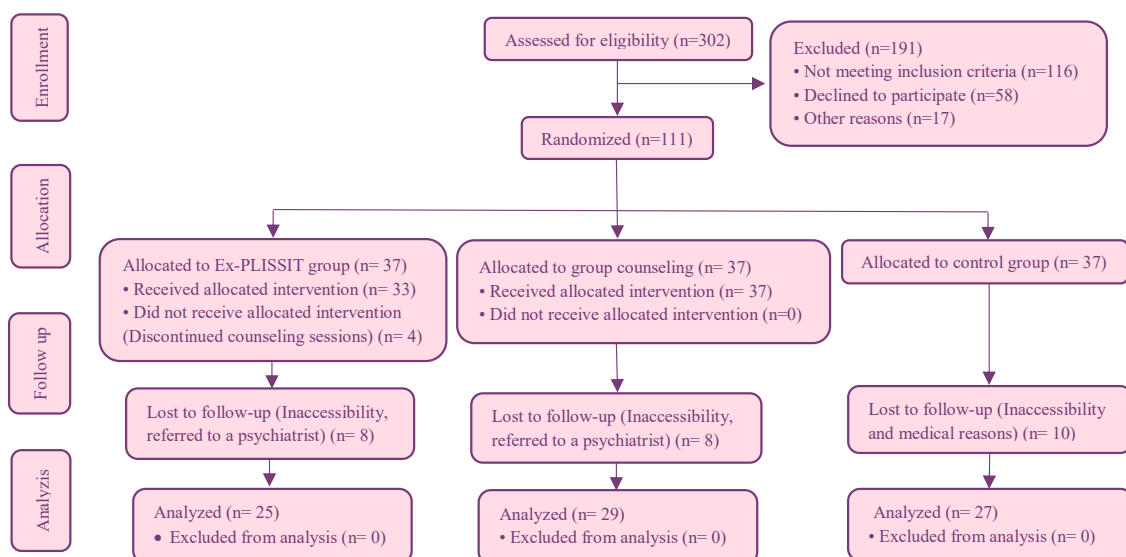 Enrollment
Assessed for eligibility (n=302)
Excluded (n=191)
• Not meeting inclusion criteria (n=116)
• Declined to participate (n=58)
• Other reasons (n=17)
Randomized (n=111)
Allocation
Allocated to Ex-PLISSIT group (n= 37)
• Received allocated intervention (n= 33)
• Did not receive allocated intervention
(Discontinued counseling sessions) (n= 4)
Allocated to group counseling (n= 37)
• Received allocated intervention (n= 37)
• Did not receive allocated intervention (n=0)
Allocated to control group (n= 37)
Follow up
Lost to follow-up (Inaccessibility,
referred to a psychiatrist) (n= 8)
Lost to follow-up (Inaccessibility,
referred to a psychiatrist) (n= 8)
Lost to follow-up (Inaccessibility
and medical reasons) (n= 10)
Analyzis
Analyzed (n= 25)
• Excluded from analysis (n= 0)
Analyzed (n= 29)
• Excluded from analysis (n= 0)
Analyzed (n= 27)
• Excluded from analysis (n= 0)